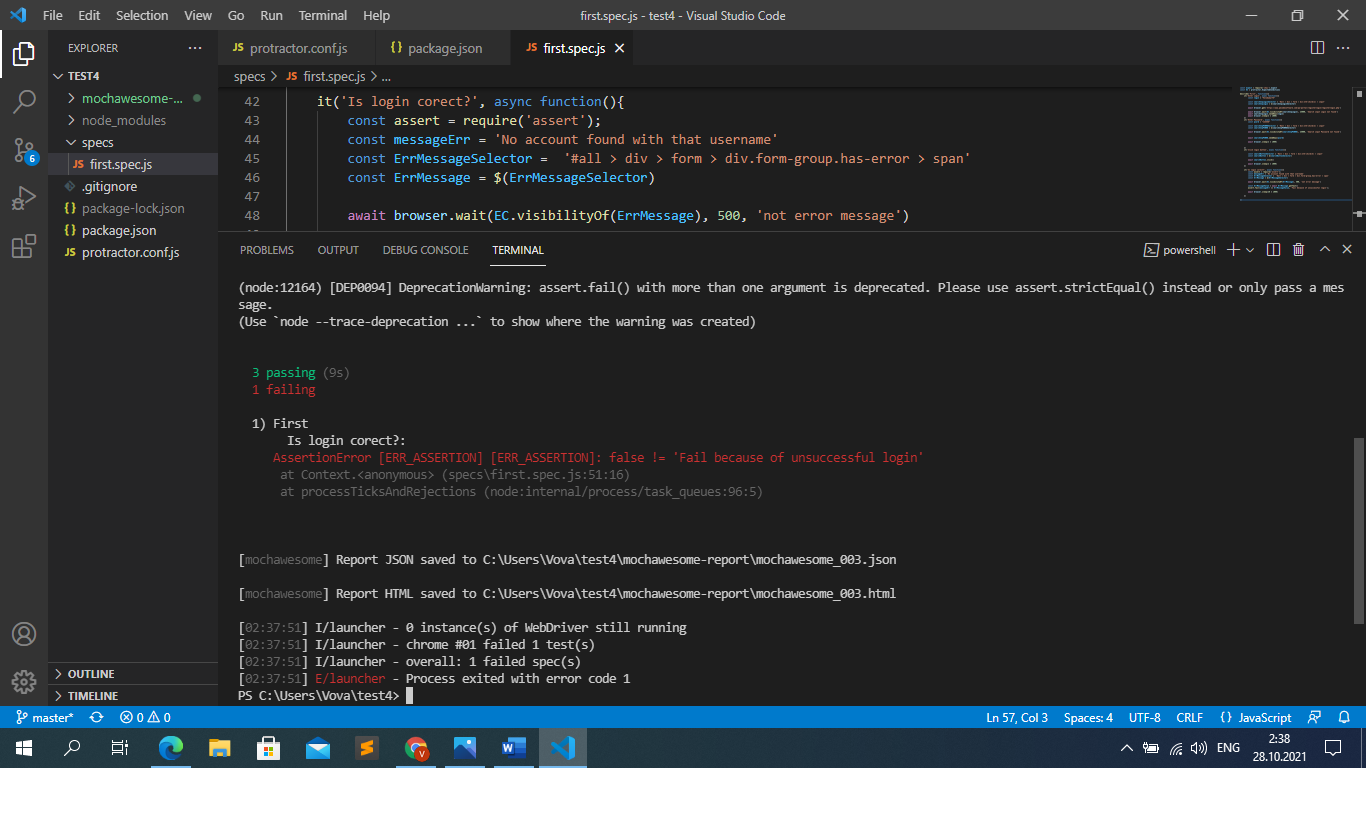 File Edit Selection View Go Run Terminal Help first.spec.js - test4 - Visual Studio Code
EXPLORER
JS protractor.conf.js {} package.json JS first.spec.js
TEST4
specs > JS first.spec.js > ...
mochawesome-...
node_modules
specs
JS first.spec.js
.gitignore
{} package-lock.json
{} package.json
JS protractor.conf.js
6
42 it('Is login corect?', async function(){
43 const assert = require('assert');
44 const messageErr = 'No account found with that username'
45 const ErrMessageSelector = '#all > div > form > div.form-group.has-error > span'
46 const ErrMessage = $(ErrMessageSelector)
47
48 await browser.wait(EC.visibilityOf(ErrMessage), 500, 'not error message')
PROBLEMS OUTPUT DEBUG CONSOLE TERMINAL powershell
(node:12164) [DEP0094] DeprecationWarning: assert.fail() with more than one argument is deprecated. Please use assert.strictEqual() instead or only pass a mes
sage.
(Use `node --trace-deprecation ...` to show where the warning was created)
3 passing (9s)
1 failing
1) First
Is login corect?:
AssertionError [ERR_ASSERTION] [ERR_ASSERTION]: false != 'Fail because of unsuccessful login'
at Context.<anonymous> (specs\first.spec.js:51:16)
at processTicksAndRejections (node:internal/process/task_queues:96:5)
[mochawesome] Report JSON saved to C:\Users\Vova\test4\mochawesome-report\mochawesome_003.json
[mochawesome] Report HTML saved to C:\Users\Vova\test4\mochawesome-report\mochawesome_003.html
[02:37:51] I/launcher - 0 instance(s) of WebDriver still running
[02:37:51] I/launcher - chrome #01 failed 1 test(s)
[02:37:51] I/launcher - overall: 1 failed spec(s)
[02:37:51] E/launcher - Process exited with error code 1
PS C:\Users\Vova\test4>
OUTLINE
TIMELINE
master* 0 0 Ln 57, Col 3 Spaces: 4 UTF-8 CRLF {} JavaScript
ENG
2:38
28.10.2021